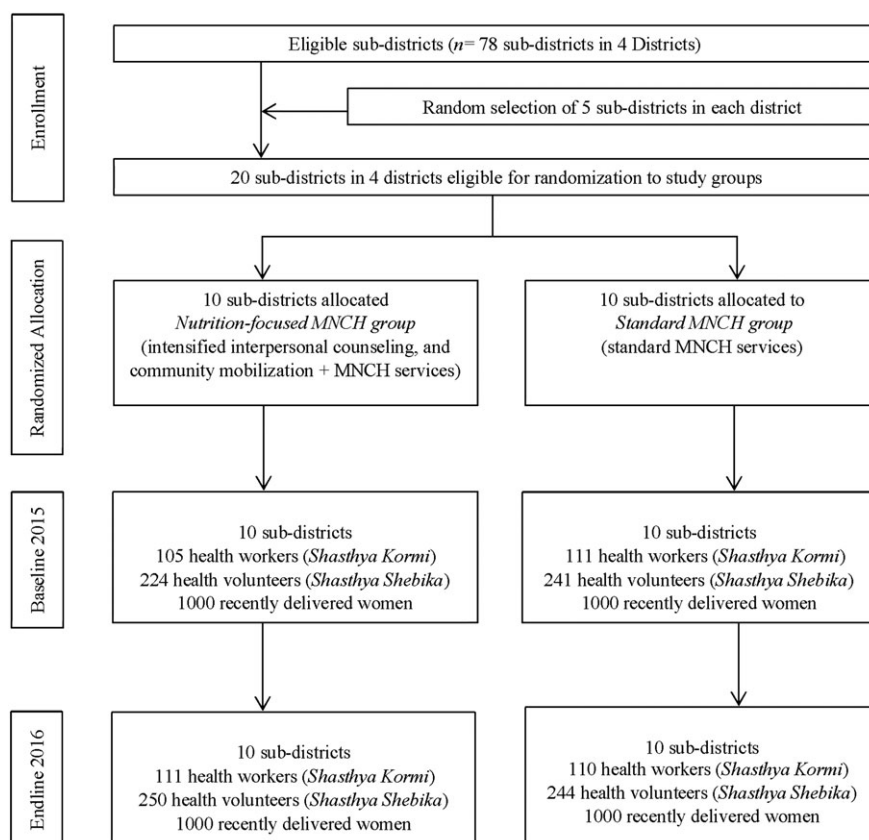 Enrollment
Eligible sub-districts (n= 78 sub-districts in 4 Districts)
Random selection of 5 sub-districts in each district
20 sub-districts in 4 districts eligible for randomization to study groups
Randomized Allocation
10 sub-districts allocated
Nutrition-focused MNCH group
(intensified interpersonal counseling, and
community mobilization + MNCH services)
10 sub-districts allocated to
Standard MNCH group
(standard MNCH services)
Baseline 2015
10 sub-districts
105 health workers (Shasthya Kormi)
224 health volunteers (Shasthya Shebika)
1000 recently delivered women
10 sub-districts
111 health workers (Shasthya Kormi)
241 health volunteers (Shasthya Shebika)
1000 recently delivered women
Endline 2016
10 sub-districts
111 health workers (Shasthya Kormi)
250 health volunteers (Shasthya Shebika)
1000 recently delivered women
10 sub-districts
110 health workers (Shasthya Kormi)
244 health volunteers (Shasthya Shebika)
1000 recently delivered women